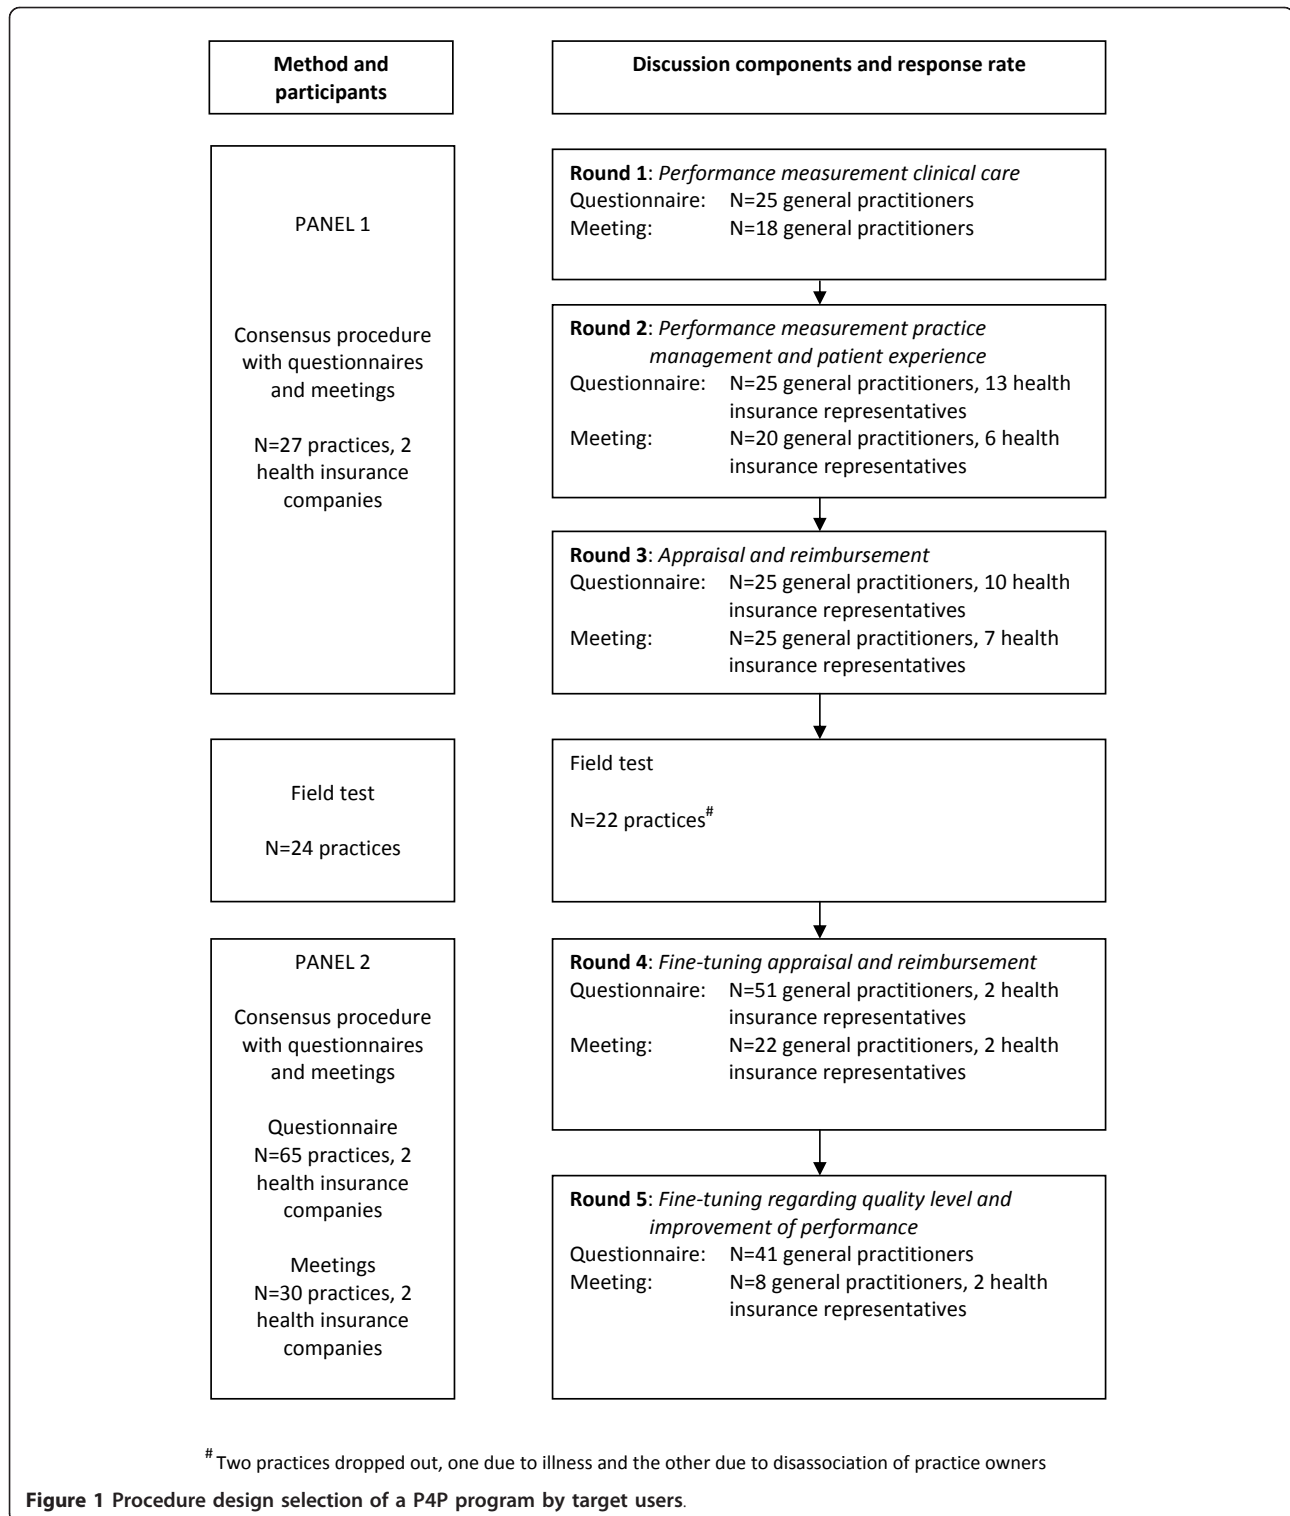 Method and
participants
Discussion components and response rate
PANEL 1
Consensus procedure
with questionnaires
and meetings
N=27 practices, 2
health insurance
companies
Round 1: Performance measurement clinical care
Questionnaire: N=25 general practitioners
Meeting: N=18 general practitioners
Round 2: Performance measurement practice
management and patient experience
Questionnaire: N=25 general practitioners, 13 health
insurance representatives
Meeting: N=20 general practitioners, 6 health
insurance representatives
Round 3: Appraisal and reimbursement
Questionnaire: N=25 general practitioners, 10 health
insurance representatives
Meeting: N=25 general practitioners, 7 health
insurance representatives
Field test
N=24 practices
Field test
N=22 practices#
PANEL 2
Consensus procedure
with questionnaires
and meetings
Questionnaire
N=65 practices, 2
health insurance
companies
Meetings
N=30 practices, 2
health insurance
companies
Round 4: Fine-tuning appraisal and reimbursement
Questionnaire: N=51 general practitioners, 2 health
insurance representatives
Meeting: N=22 general practitioners, 2 health
insurance representatives
Round 5: Fine-tuning regarding quality level and
improvement of performance
Questionnaire: N=41 general practitioners
Meeting: N=8 general practitioners, 2 health
insurance representatives
# Two practices dropped out, one due to illness and the other due to disassociation of practice owners
Figure 1 Procedure design selection of a P4P program by target users.